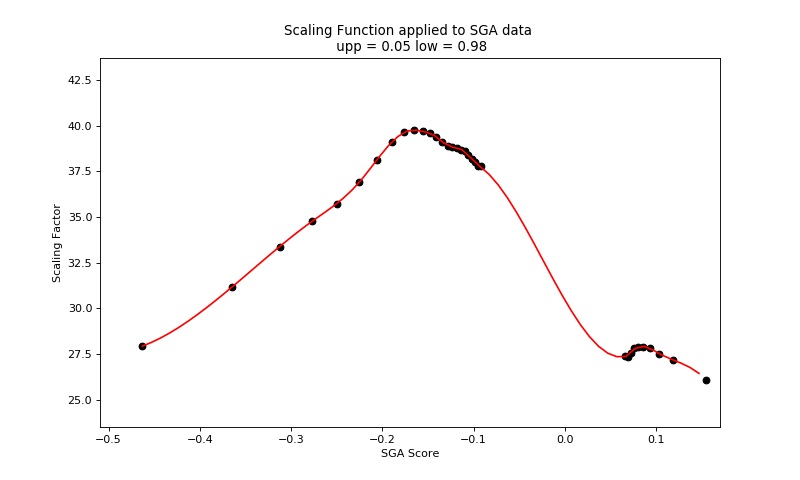 Scaling Function applied to SGA data
upp = 0.05 low = 0.98
42.5
40.0
37.5
35.0
32.5
30.0
27.5
25.0
Scaling Factor
−0.5 −0.4 −0.3 −0.2 −0.1 0.0 0.1
SGA Score